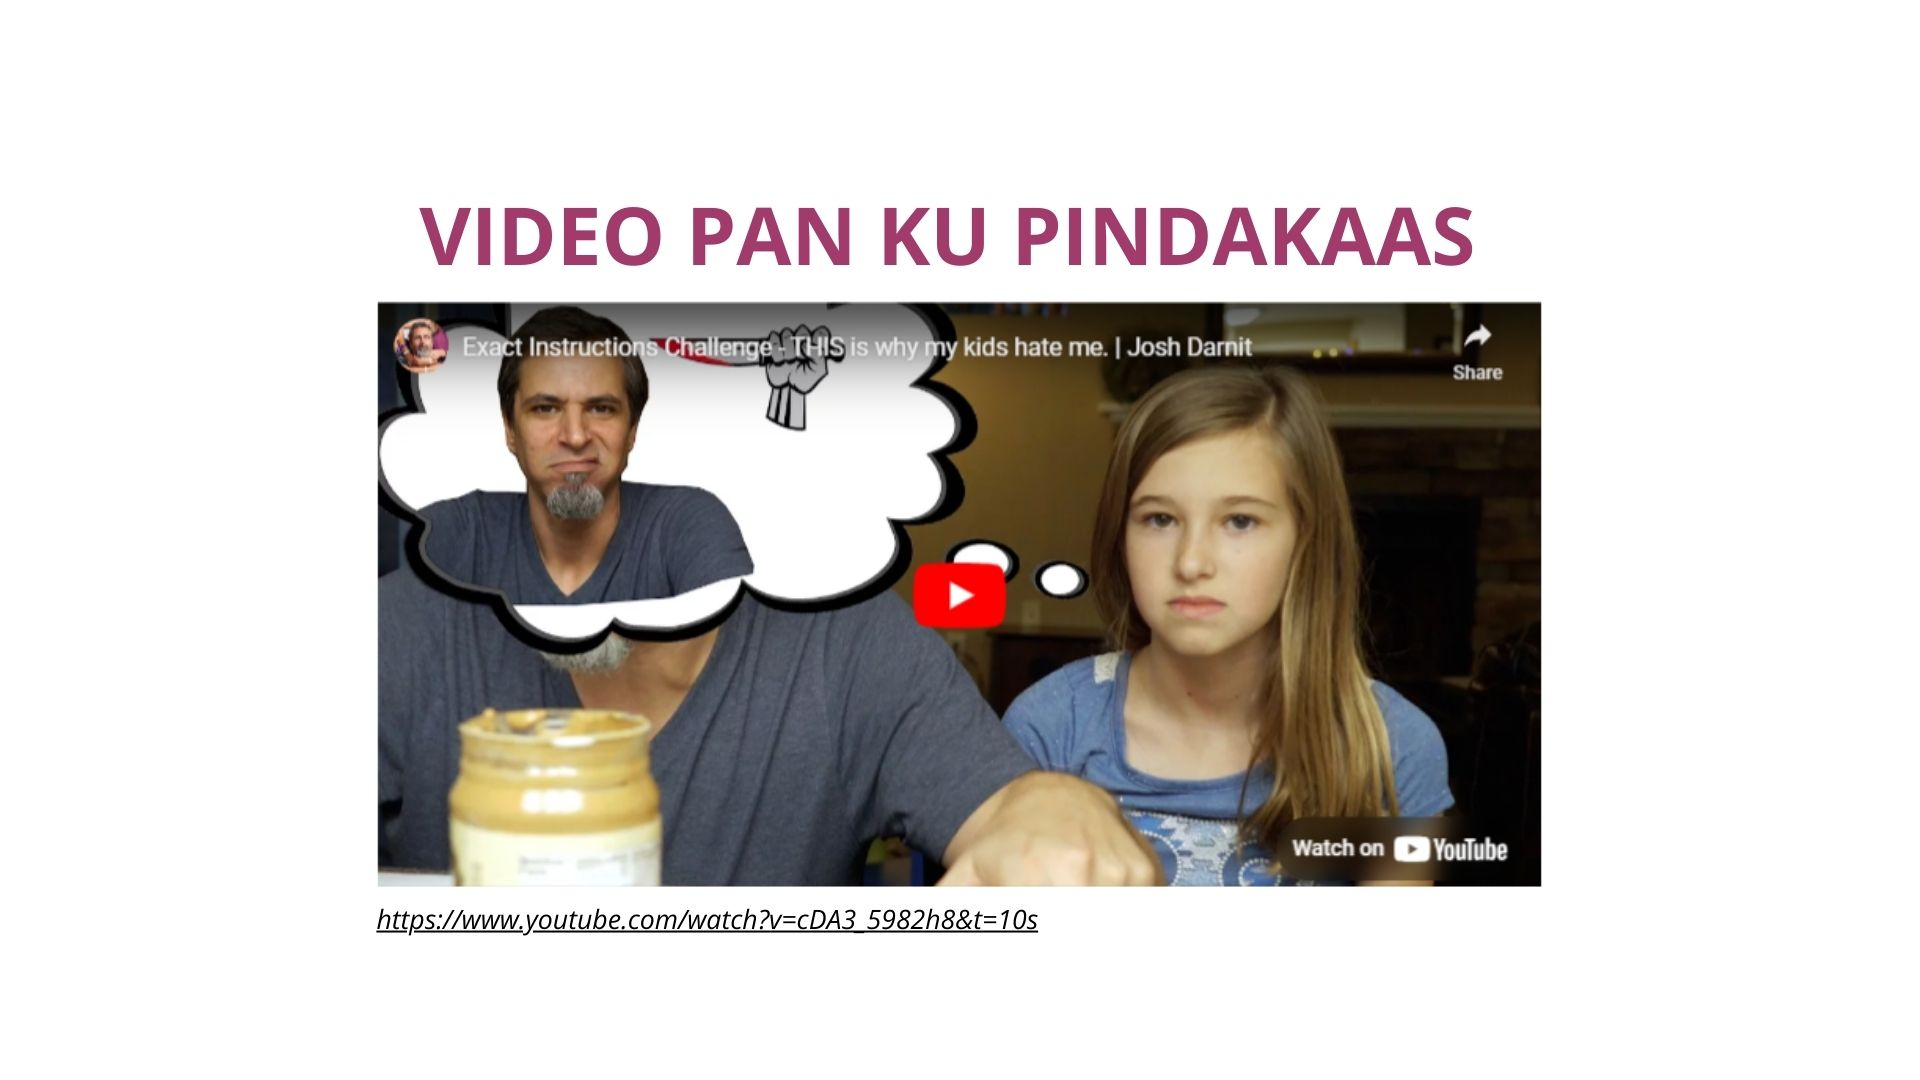 VIDEO PAN KU PINDAKAAS
Exact Instructions Challenge - THIS is why my kids hate me. | Josh Darnit
Share
Watch on YouTube
https://www.youtube.com/watch?v=cDA3_5982h8&t=10s